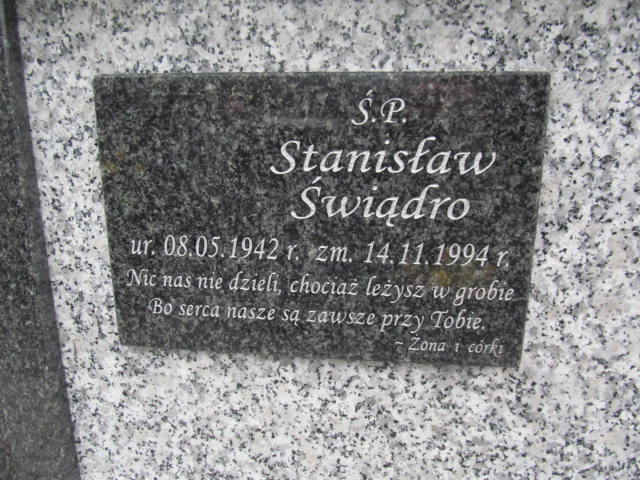 Ś.P.
Stanisław
Świądro
ur. 08.05.1942 r. zm. 14.11.1994 r.
Nic nas nie dzieli, chociaż leżysz w grobie
Bo serca nasze są zawsze przy Tobie.
~ Żona i córki